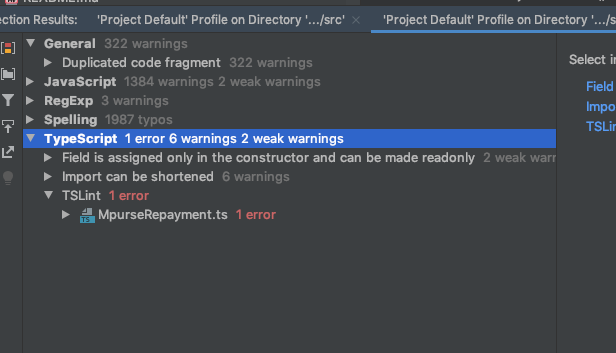 ection Results: 'Project Default' Profile on Directory '.../src' × 'Project Default' Profile on Directory '.../s
General 322 warnings Select in
Duplicated code fragment 322 warnings
JavaScript 1384 warnings 2 weak warnings Field
RegExp 3 warnings Impo
Spelling 1987 typos TSLin
TypeScript 1 error 6 warnings 2 weak warnings
Field is assigned only in the constructor and can be made readonly 2 weak warr
Import can be shortened 6 warnings
TSLint 1 error
TS MpurseRepayment.ts 1 error